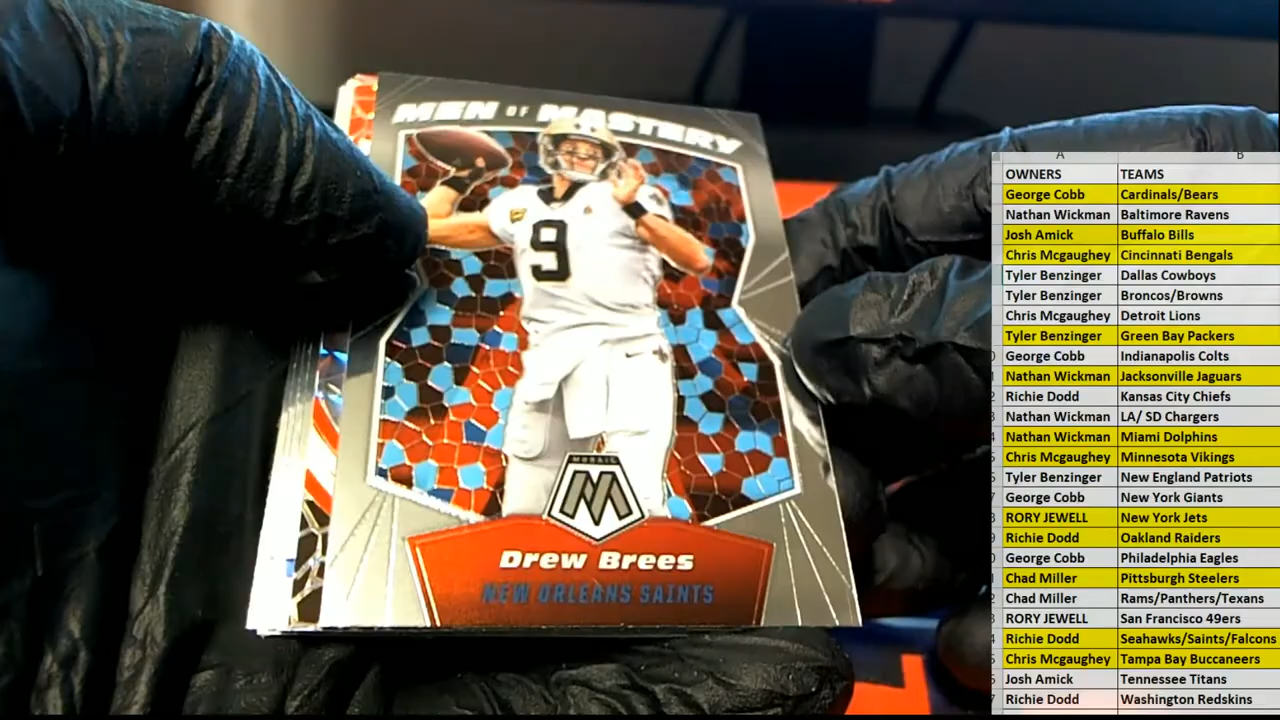 MEN OF MASTERY
9
MOSAIC
M
Drew Brees
NEW ORLEANS SAINTS
A B
OWNERS TEAMS
George Cobb Cardinals/Bears
Nathan Wickman Baltimore Ravens
Josh Amick Buffalo Bills
Chris Mcgaughey Cincinnati Bengals
Tyler Benzinger Dallas Cowboys
Tyler Benzinger Broncos/Browns
Chris Mcgaughey Detroit Lions
Tyler Benzinger Green Bay Packers
George Cobb Indianapolis Colts
Nathan Wickman Jacksonville Jaguars
Richie Dodd Kansas City Chiefs
Nathan Wickman LA/ SD Chargers
Nathan Wickman Miami Dolphins
Chris Mcgaughey Minnesota Vikings
Tyler Benzinger New England Patriots
George Cobb New York Giants
RORY JEWELL New York Jets
Richie Dodd Oakland Raiders
George Cobb Philadelphia Eagles
Chad Miller Pittsburgh Steelers
Chad Miller Rams/Panthers/Texans
RORY JEWELL San Francisco 49ers
Richie Dodd Seahawks/Saints/Falcons
Chris Mcgaughey Tampa Bay Buccaneers
Josh Amick Tennessee Titans
Richie Dodd Washington Redskins